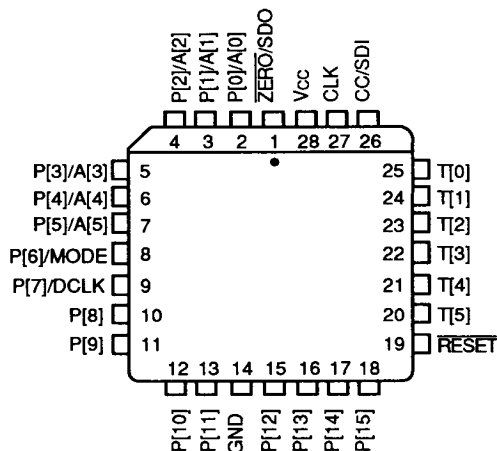 P[2]/A[2]
P[1]/A[1]
P[0]/A[0]
ZERO/SDO
Vcc
CLK
CC/SDI
4 3 2 1 28 27 26
P[3]/A[3] 5 25 T[0]
P[4]/A[4] 6 24 T[1]
P[5]/A[5] 7 23 T[2]
P[6]/MODE 8 22 T[3]
P[7]/DCLK 9 21 T[4]
P[8] 10 20 T[5]
P[9] 11 19 RESET
12 13 14 15 16 17 18
P[10]
P[11]
GND
P[12]
P[13]
P[14]
P[15]